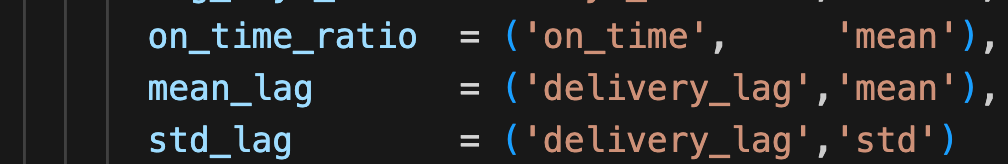 on_time_ratio  = ('on_time',     'mean'),
mean_lag       = ('delivery_lag','mean'),
std_lag        = ('delivery_lag','std')